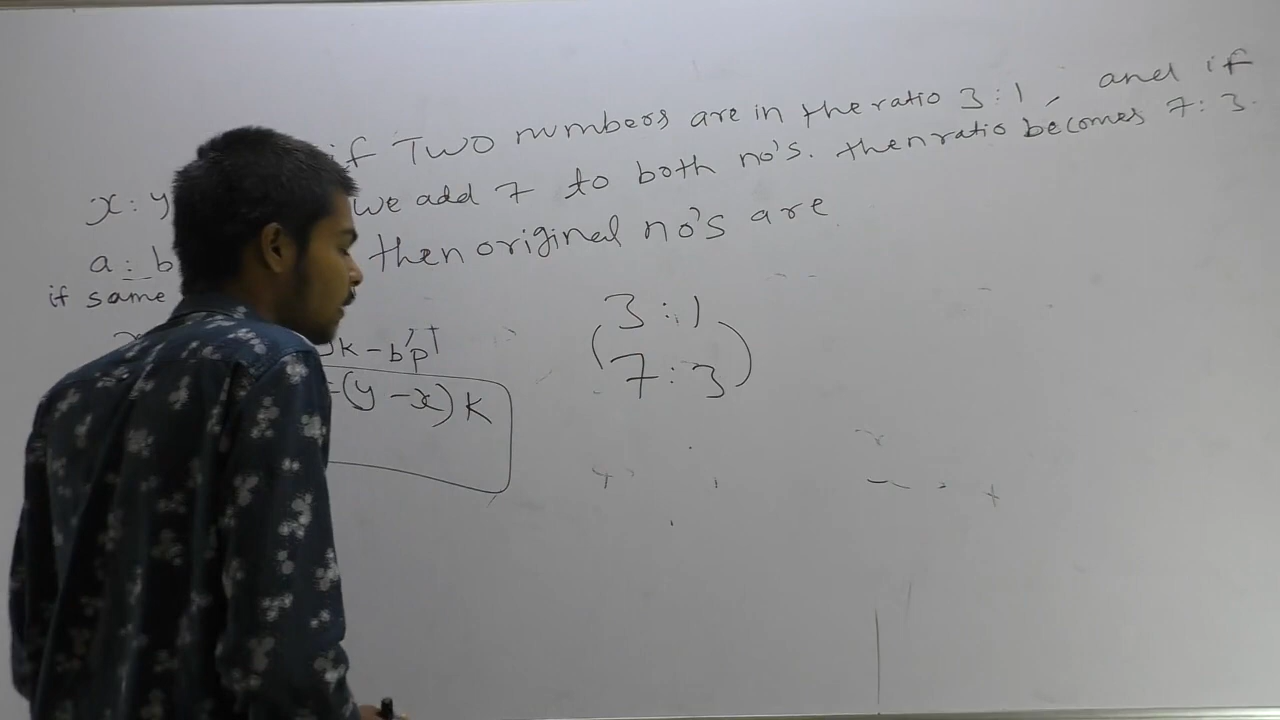 if Two numbers are in the ratio 3:1, and if
x : y we add 7 to both no's. then ratio becomes 7:3.
a : b then original no's are
if same
3 : 1
k - b'p
7 : 3
(y - x) k